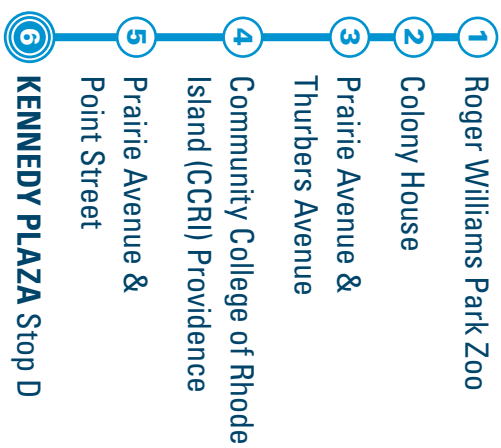 1 Roger Williams Park Zoo
2 Colony House
3 Prairie Avenue &
Thurbers Avenue
4 Community College of Rhode
Island (CCRI) Providence
5 Prairie Avenue &
Point Street
6 KENNEDY PLAZA Stop D